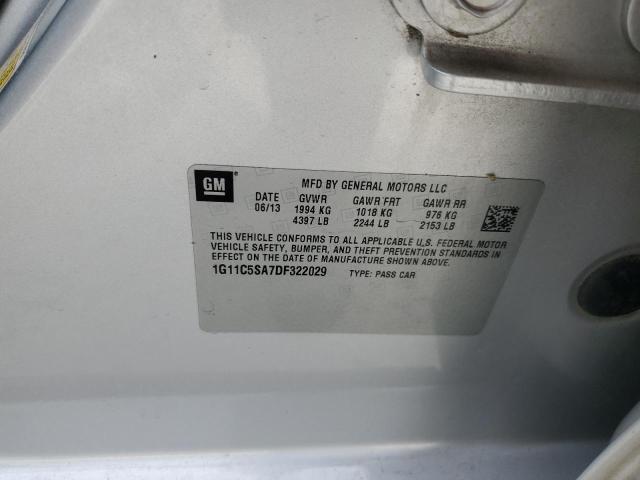 GM
MFD BY GENERAL MOTORS LLC
DATE GVWR GAWR FRT GAWR RR
06/13 1994 KG 1018 KG 976 KG
4397 LB 2244 LB 2153 LB
THIS VEHICLE CONFORMS TO ALL APPLICABLE U.S. FEDERAL MOTOR
VEHICLE SAFETY, BUMPER, AND THEFT PREVENTION STANDARDS IN
EFFECT ON THE DATE OF MANUFACTURE SHOWN ABOVE.
1G11C5SA7DF322029 TYPE: PASS CAR